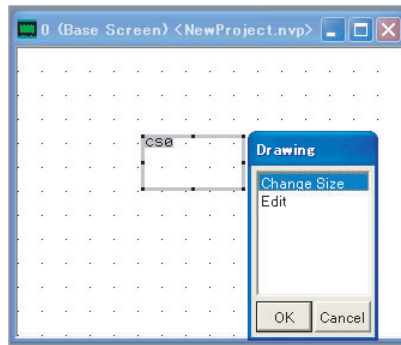 0 (Base Screen) <NewProject.nvp>
CS0
Drawing
Change Size
Edit
OK Cancel